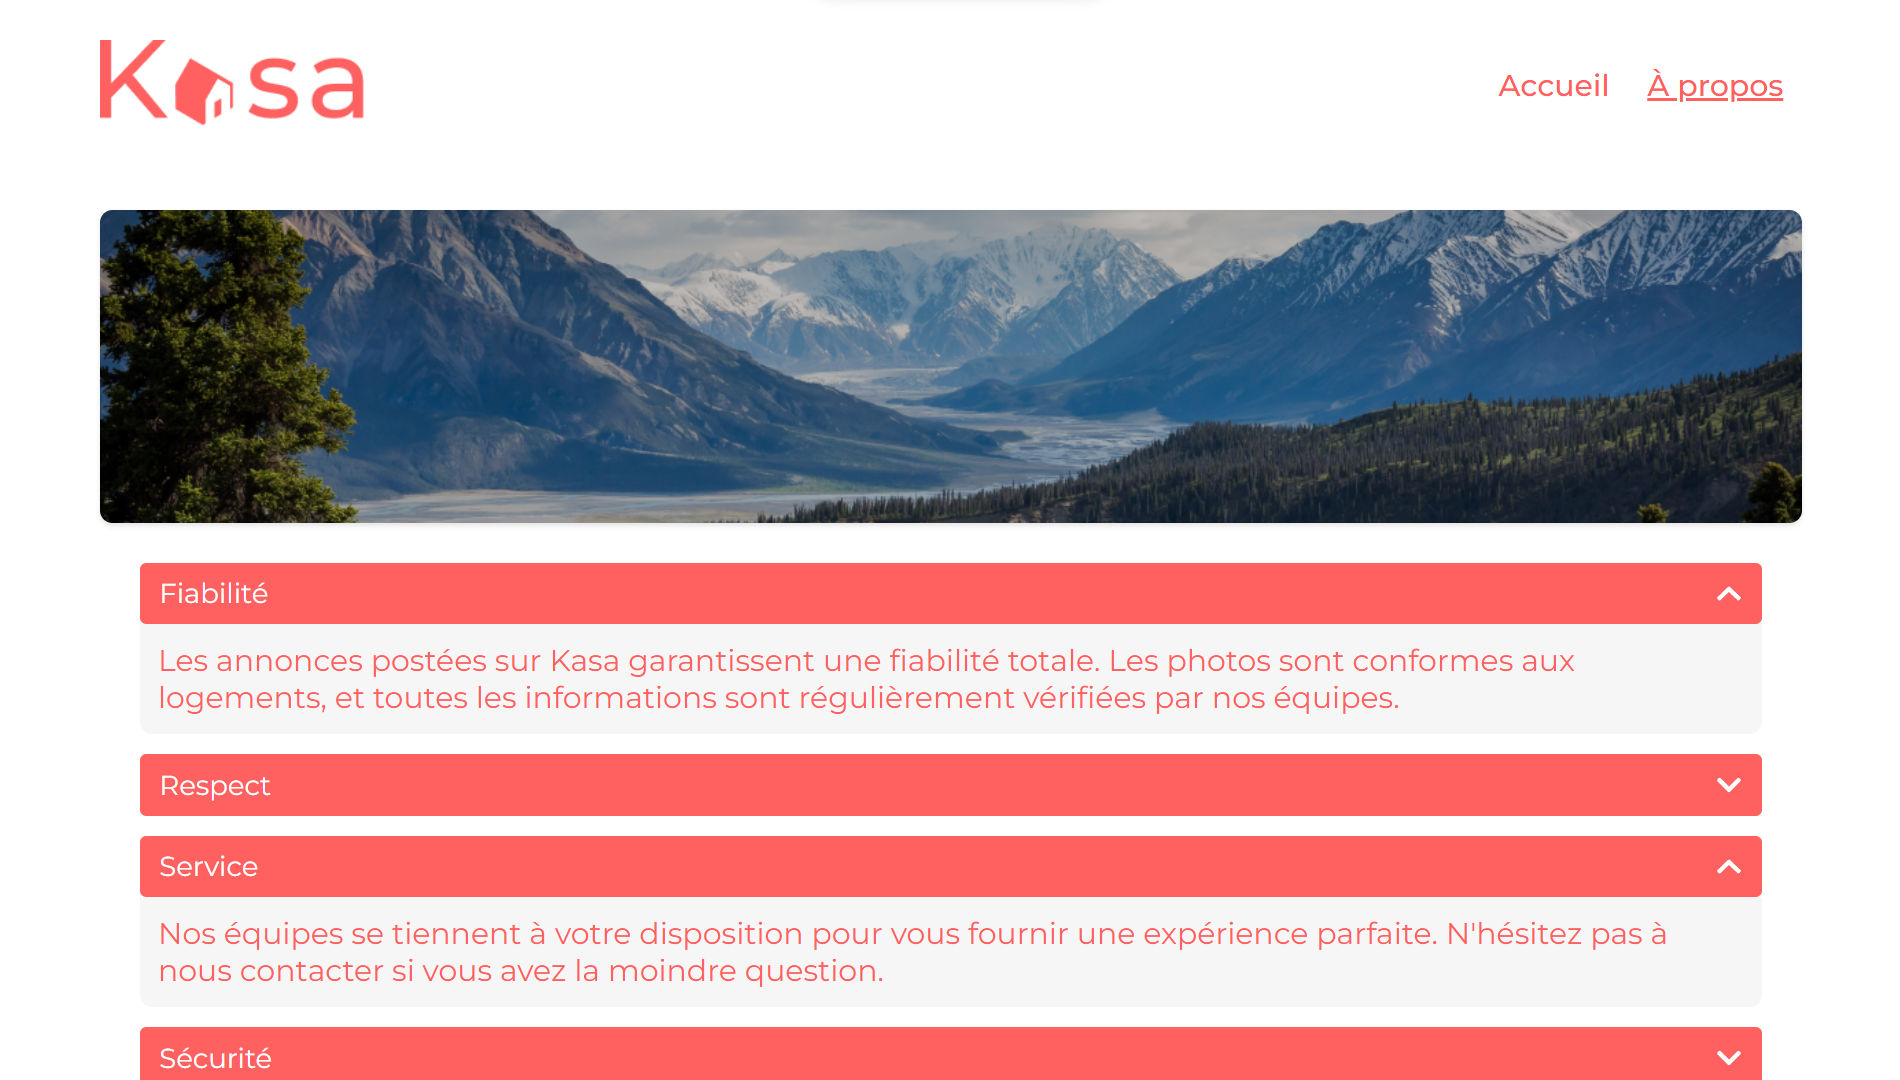 Kasa
Accueil À propos
Fiabilité
Les annonces postées sur Kasa garantissent une fiabilité totale. Les photos sont conformes aux
logements, et toutes les informations sont régulièrement vérifiées par nos équipes.
Respect
Service
Nos équipes se tiennent à votre disposition pour vous fournir une expérience parfaite. N'hésitez pas à
nous contacter si vous avez la moindre question.
Sécurité